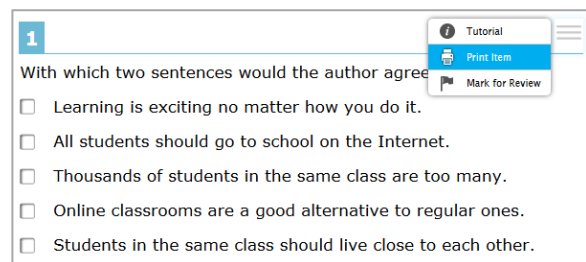 1
Tutorial
Print Item
Mark for Review
With which two sentences would the author agree
Learning is exciting no matter how you do it.
All students should go to school on the Internet.
Thousands of students in the same class are too many.
Online classrooms are a good alternative to regular ones.
Students in the same class should live close to each other.